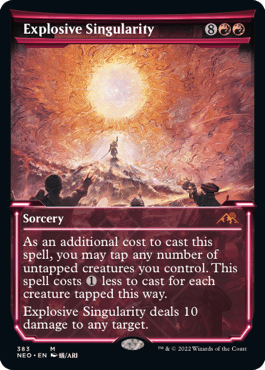 Explosive Singularity 8
Sorcery
As an additional cost to cast this
spell, you may tap any number of
untapped creatures you control. This
spell costs 1 less to cast for each
creature tapped this way.
Explosive Singularity deals 10
damage to any target.
383 M
NEO • EN
™ & © 2022 Wizards of the Coast